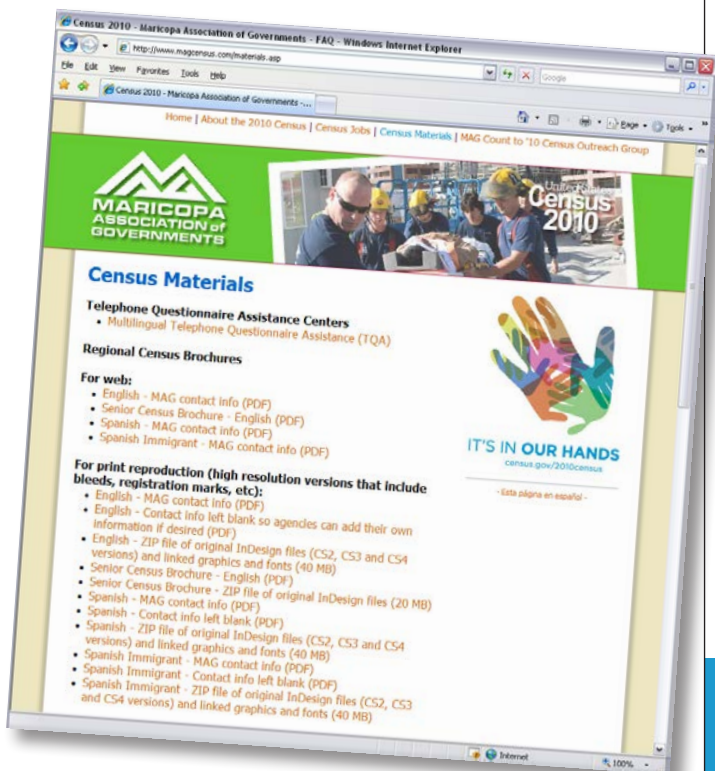 Census 2010 - Maricopa Association of Governments - FAQ - Windows Internet Explorer
http://www.magcensus.com/materials.asp
Google
File Edit View Favorites Tools Help
Census 2010 - Maricopa Association of Governments -...
Page Tools
Home | About the 2010 Census | Census Jobs | Census Materials | MAG Count to '10 Census Outreach Group
MARICOPA
ASSOCIATION of
GOVERNMENTS
United States
Census
2010
Census Materials
Telephone Questionnaire Assistance Centers
• Multilingual Telephone Questionnaire Assistance (TQA)
Regional Census Brochures
For web:
• English - MAG contact info (PDF)
• Senior Census Brochure - English (PDF)
• Spanish - MAG contact info (PDF)
• Spanish Immigrant - MAG contact info (PDF)
For print reproduction (high resolution versions that include
bleeds, registration marks, etc):
• English - MAG contact info (PDF)
• English - Contact info left blank so agencies can add their own
information if desired (PDF)
• English - ZIP file of original InDesign files (CS2, CS3 and CS4
versions) and linked graphics and fonts (40 MB)
• Senior Census Brochure - English (PDF)
• Senior Census Brochure - ZIP file of original InDesign files (20 MB)
• Spanish - MAG contact info (PDF)
• Spanish - Contact info left blank (PDF)
• Spanish - ZIP file of original InDesign files (CS2, CS3 and CS4
versions) and linked graphics and fonts (40 MB)
• Spanish Immigrant - MAG contact info (PDF)
• Spanish Immigrant - Contact info left blank (PDF)
• Spanish Immigrant - ZIP file of original InDesign files (CS2, CS3
and CS4 versions) and linked graphics and fonts (40 MB)
IT'S IN OUR HANDS
census.gov/2010census
- Esta página en español -
Internet
100%